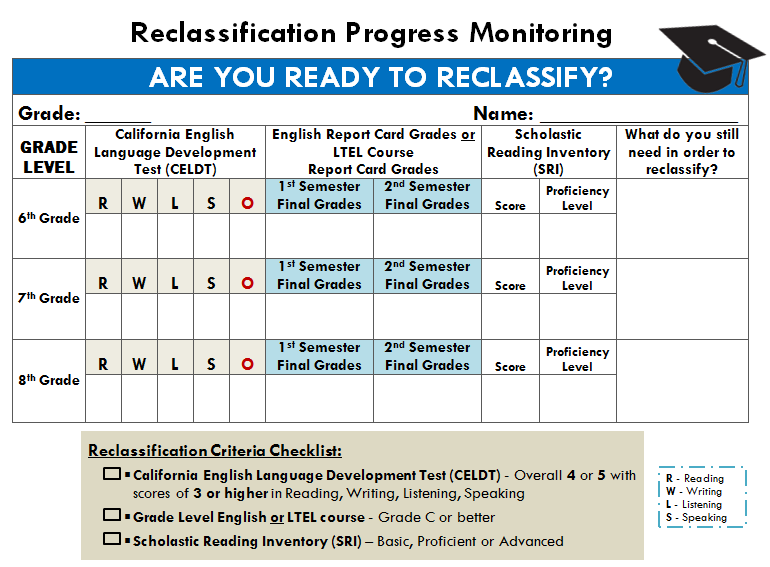 Reclassification Progress Monitoring
ARE YOU READY TO RECLASSIFY?
Grade: _______ Name: _____________________
GRADE LEVEL
California English Language Development Test (CELDT)
English Report Card Grades or LTEL Course Report Card Grades
Scholastic Reading Inventory (SRI)
What do you still need in order to reclassify?
6th Grade
R W L S O
1st Semester Final Grades
2nd Semester Final Grades
Score
Proficiency Level
7th Grade
R W L S O
1st Semester Final Grades
2nd Semester Final Grades
Score
Proficiency Level
8th Grade
R W L S O
1st Semester Final Grades
2nd Semester Final Grades
Score
Proficiency Level
Reclassification Criteria Checklist:
▪ California English Language Development Test (CELDT) - Overall 4 or 5 with
scores of 3 or higher in Reading, Writing, Listening, Speaking
▪ Grade Level English or LTEL course - Grade C or better
▪ Scholastic Reading Inventory (SRI) – Basic, Proficient or Advanced
R - Reading
W - Writing
L - Listening
S - Speaking